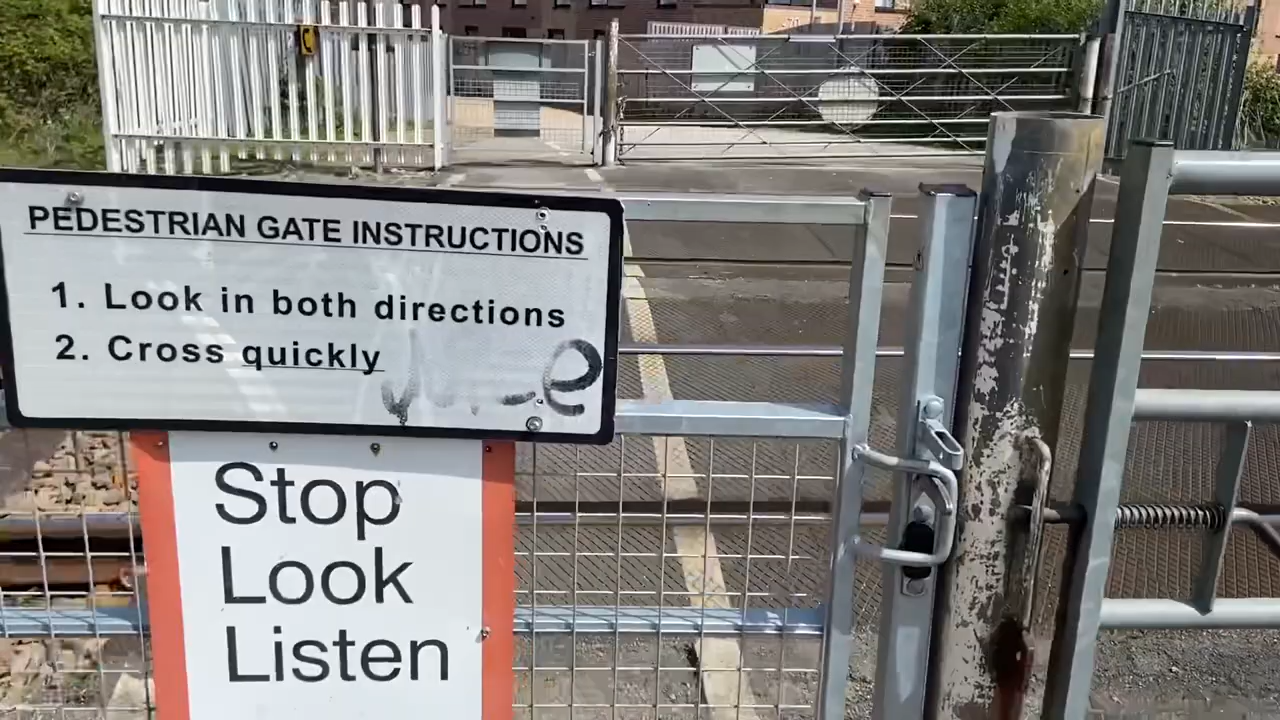 PEDESTRIAN GATE INSTRUCTIONS
1. Look in both directions
2. Cross quickly
Stop
Look
Listen